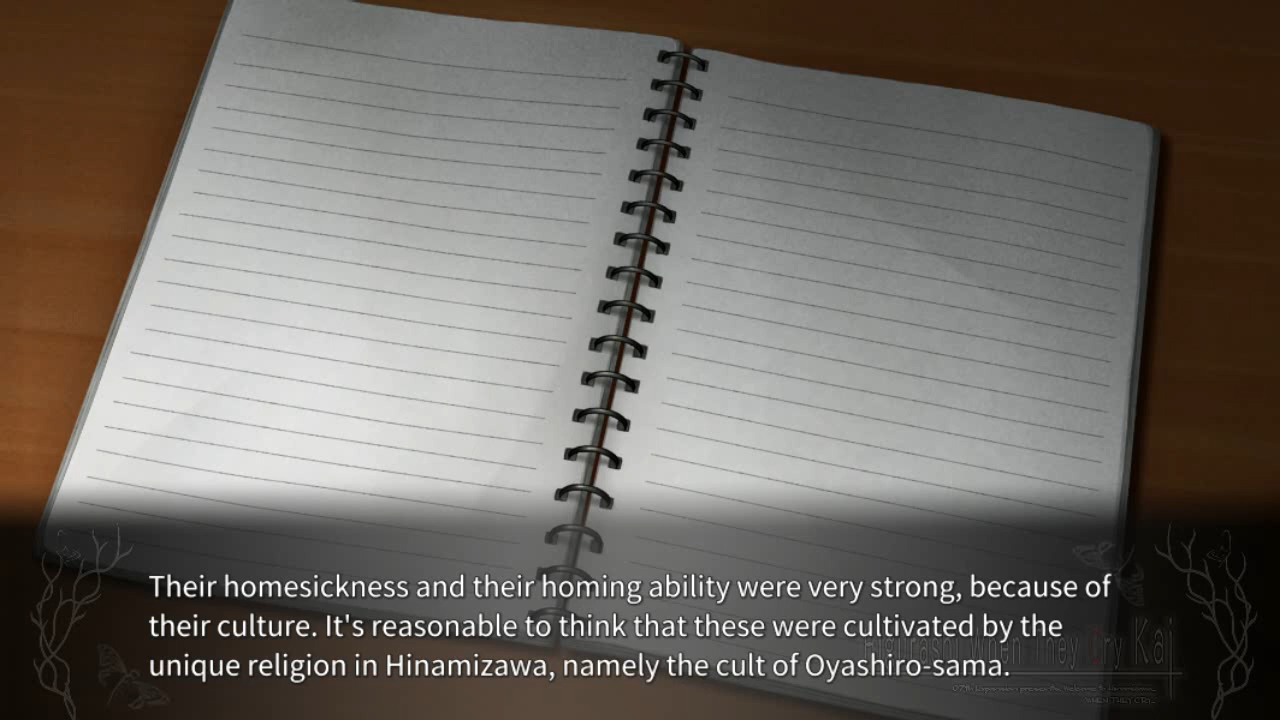 Their homesickness and their homing ability were very strong, because of
their culture. It's reasonable to think that these were cultivated by the
unique religion in Hinamizawa, namely the cult of Oyashiro-sama.
Higurashi When They Cry Kai